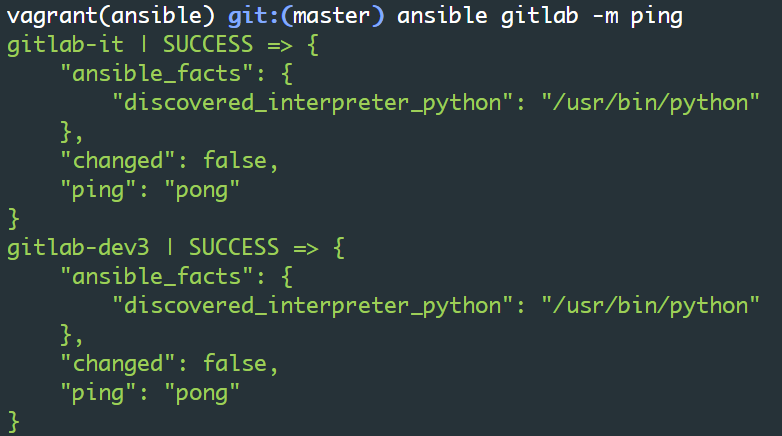 vagrant(ansible) git:(master) ansible gitlab -m ping
gitlab-it | SUCCESS => {
    "ansible_facts": {
        "discovered_interpreter_python": "/usr/bin/python"
    },
    "changed": false,
    "ping": "pong"
}
gitlab-dev3 | SUCCESS => {
    "ansible_facts": {
        "discovered_interpreter_python": "/usr/bin/python"
    },
    "changed": false,
    "ping": "pong"
}